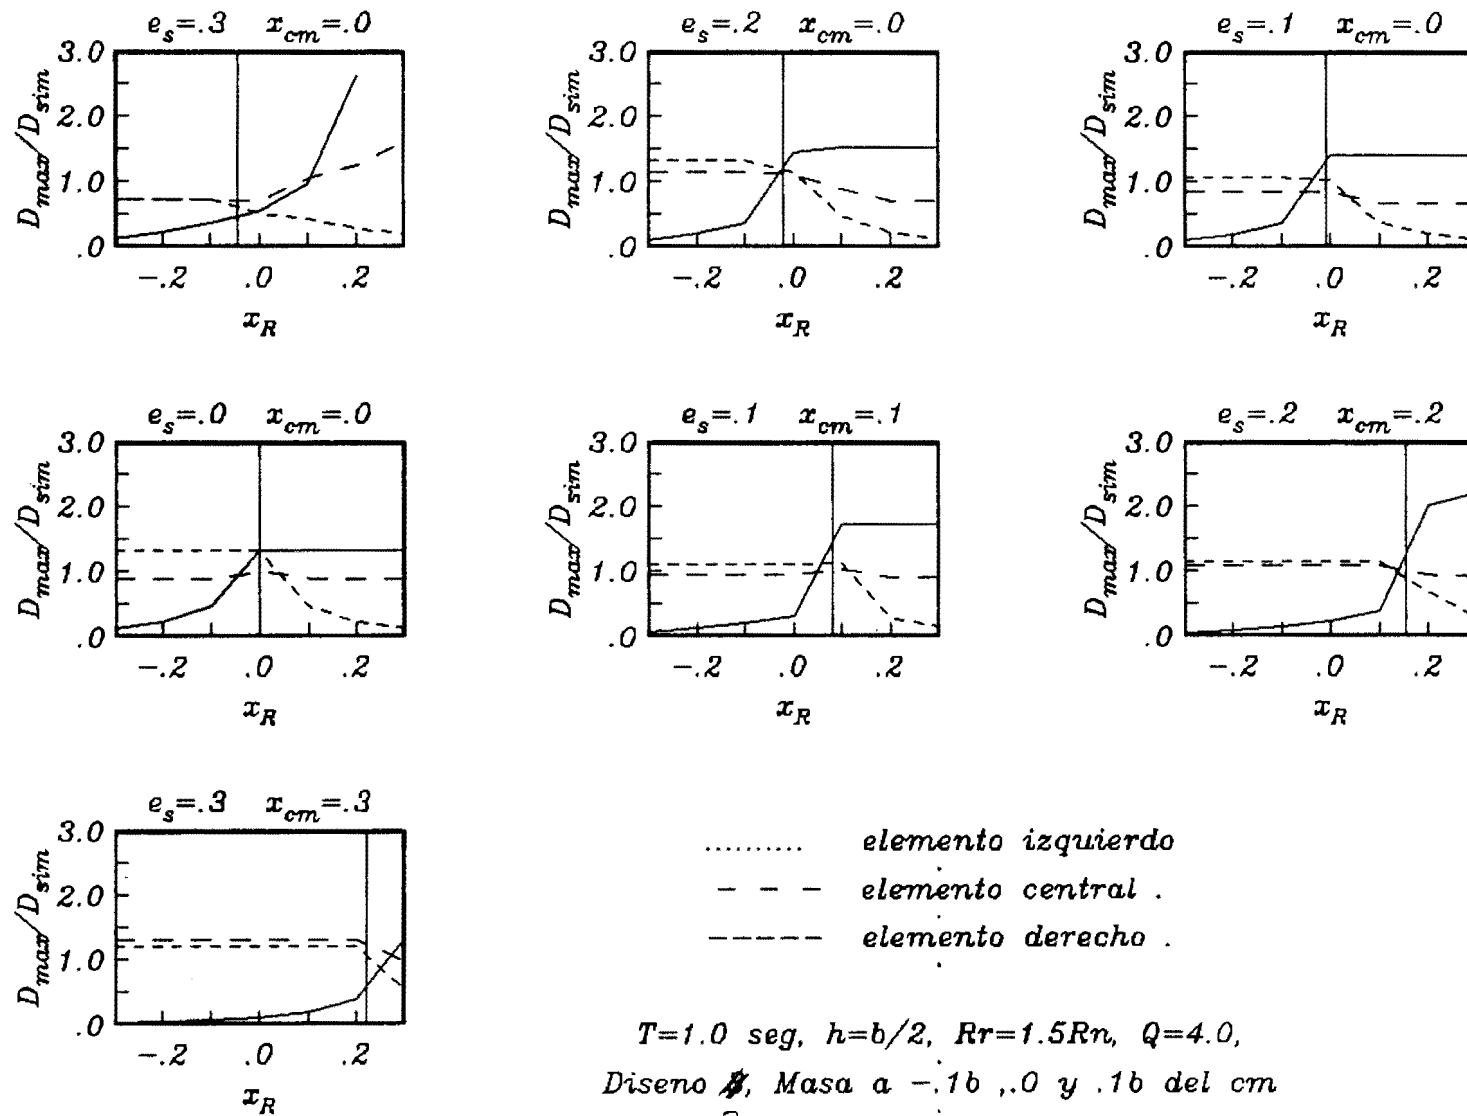 e_s=.3 x_cm=.0
3.0
2.0
1.0
.0
D_max/D_sim
-.2 .0 .2
x_R
e_s=.2 x_cm=.0
3.0
2.0
1.0
.0
D_max/D_sim
-.2 .0 .2
x_R
e_s=.1 x_cm=.0
3.0
2.0
1.0
.0
D_max/D_sim
-.2 .0
x_R
e_s=.0 x_cm=.0
3.0
2.0
1.0
.0
D_max/D_sim
-.2 .0 .2
x_R
e_s=.1 x_cm=.1
3.0
2.0
1.0
.0
D_max/D_sim
-.2 .0 .2
x_R
e_s=.2 x_cm=.2
3.0
2.0
1.0
.0
D_max/D_sim
-.2 .0 .2
x_R
e_s=.3 x_cm=.3
3.0
2.0
1.0
.0
D_max/D_sim
-.2 .0 .2
x_R
elemento izquierdo
elemento central .
elemento derecho .
T=1.0 seg, h=b/2, Rr=1.5Rn, Q=4.0,
Diseno , Masa a -.1b ,.0 y .1b del cm